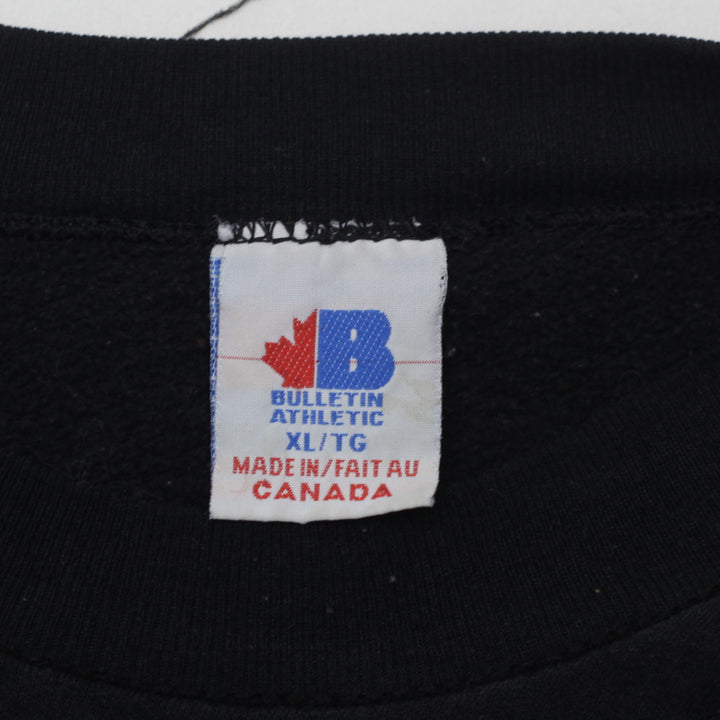 B
BULLETIN
ATHLETIC
XL/TG
MADE IN/FAIT AU
CANADA